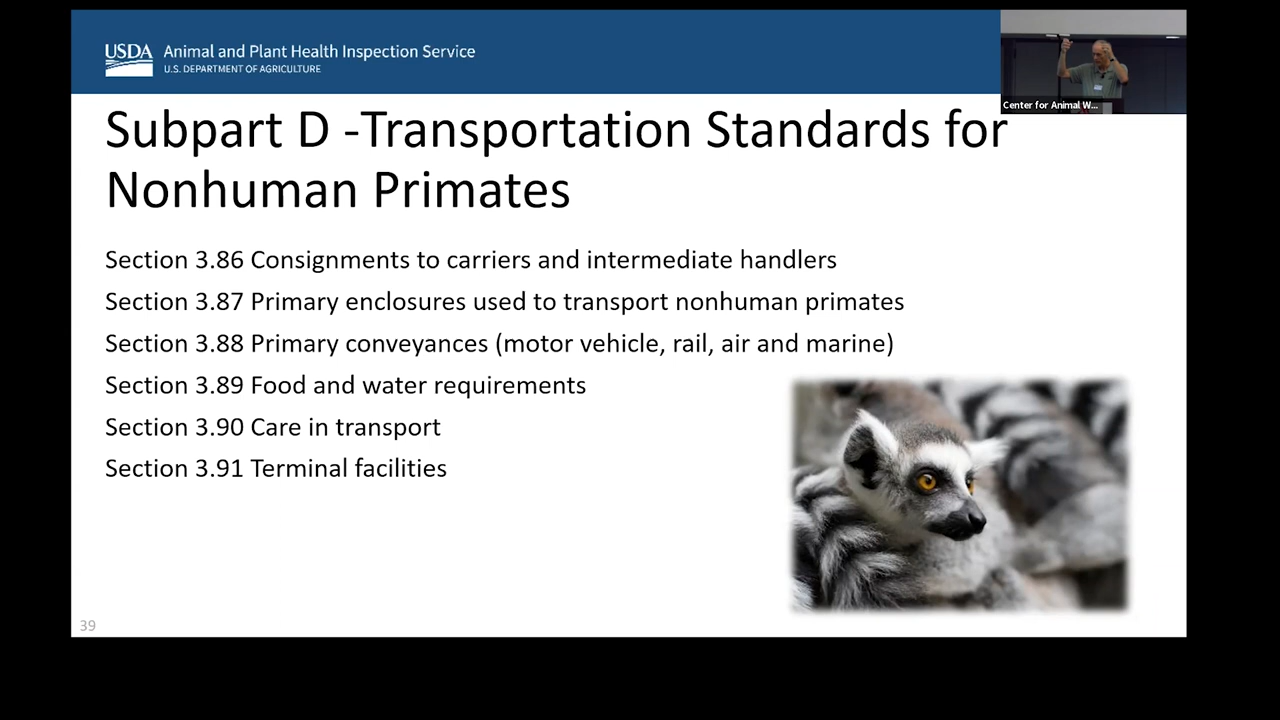 USDA Animal and Plant Health Inspection Service
U.S. DEPARTMENT OF AGRICULTURE
Center for Animal W...
Subpart D -Transportation Standards for
Nonhuman Primates
Section 3.86 Consignments to carriers and intermediate handlers
Section 3.87 Primary enclosures used to transport nonhuman primates
Section 3.88 Primary conveyances (motor vehicle, rail, air and marine)
Section 3.89 Food and water requirements
Section 3.90 Care in transport
Section 3.91 Terminal facilities
39